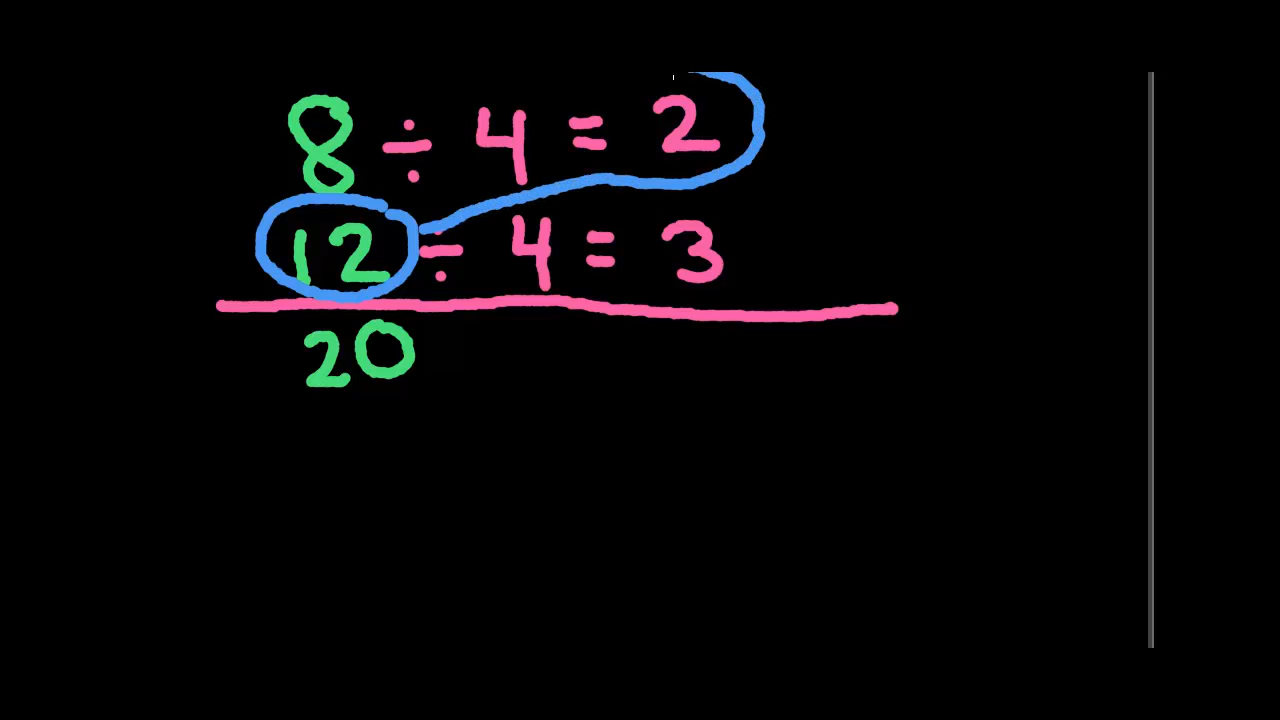 8 ÷ 4 = 2
12 ÷ 4 = 3
20